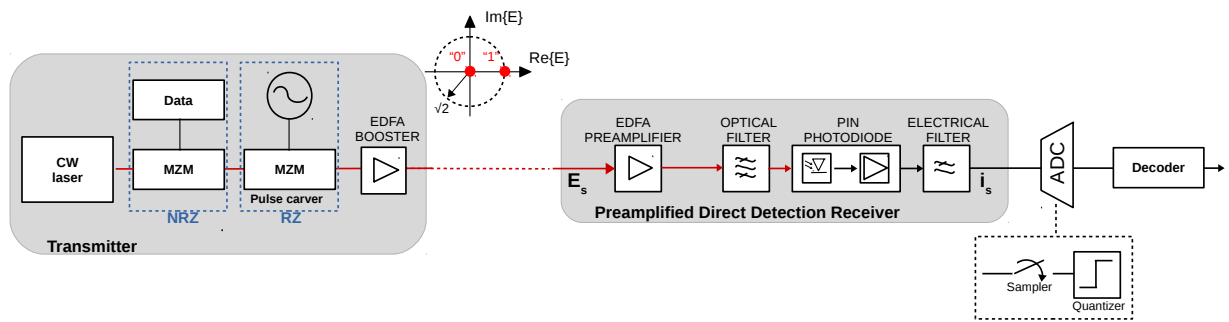 Im{E}
"0"
"1"
Re{E}
√2
Data
EDFA
BOOSTER
CW
laser
MZM
MZM
Pulse carver
NRZ
RZ
Transmitter
EDFA
PREAMPLIFIER
OPTICAL
FILTER
PIN
PHOTODIODE
ELECTRICAL
FILTER
Es
is
Preamplified Direct Detection Receiver
ADC
Decoder
Sampler
Quantizer